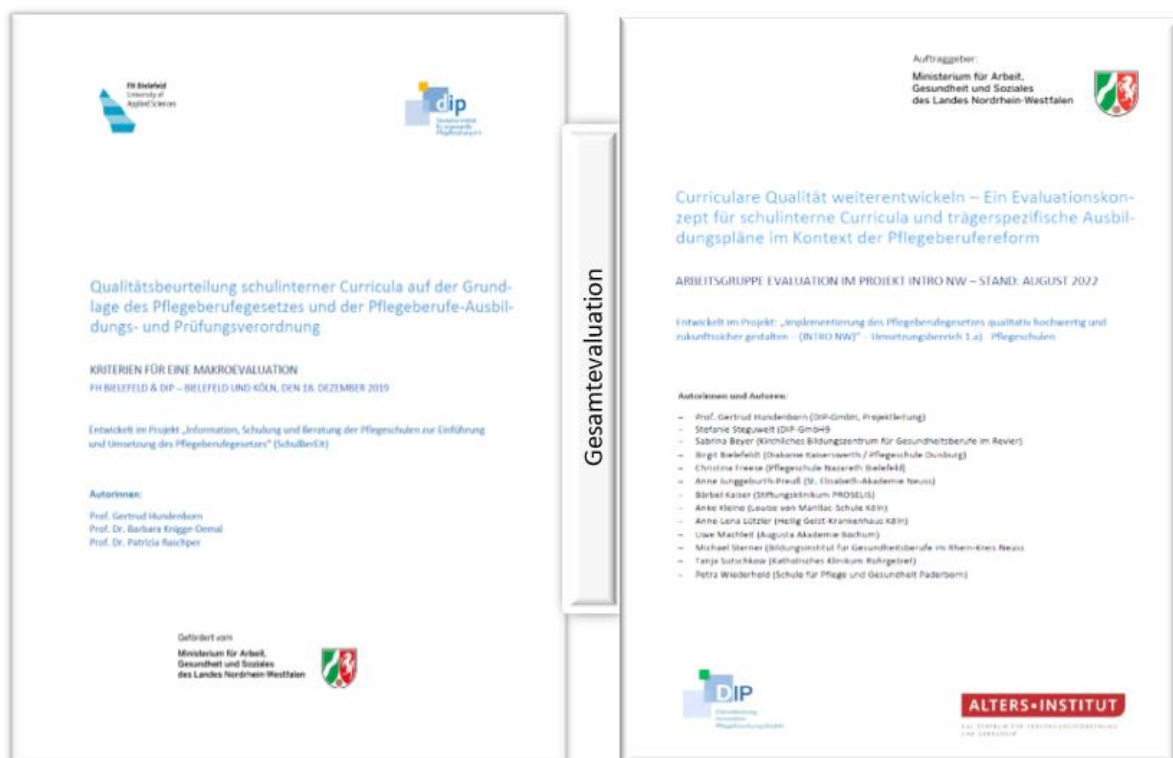 FH Bielefeld
University of
Applied Sciences
dip
Deutsches Institut
für angewandte
Pflegeforschung e.V.
Qualitätsbeurteilung schulinterner Curricula auf der Grund-
lage des Pflegeberufegesetzes und der Pflegeberufe-Ausbil-
dungs- und Prüfungsverordnung
KRITERIEN FÜR EINE MAKROEVALUATION
FH BIELEFELD & DIP – BIELEFELD UND KÖLN, DEN 18. DEZEMBER 2019
Entwickelt im Projekt „Information, Schulung und Beratung der Pflegeschulen zur Einführung
und Umsetzung des Pflegeberufegesetzes“ (SchulBerEit)
Autorinnen:
Prof. Gertrud Hundenborn
Prof. Dr. Barbara Knigge-Demal
Prof. Dr. Patrizia Raschper
Gefördert vom
Ministerium für Arbeit,
Gesundheit und Soziales
des Landes Nordrhein-Westfalen
Gesamtevaluation
Auftraggeber:
Ministerium für Arbeit,
Gesundheit und Soziales
des Landes Nordrhein-Westfalen
Curriculare Qualität weiterentwickeln – Ein Evaluationskon-
zept für schulinterne Curricula und trägerspezifische Ausbil-
dungspläne im Kontext der Pflegeberufereform
ARBEITSGRUPPE EVALUATION IM PROJEKT INTRO NW – STAND: AUGUST 2022
Entwickelt im Projekt: „Implementierung des Pflegeberufegesetzes qualitativ hochwertig und
zukunftssicher gestalten – (INTRO NW)“ – Umsetzungsbereich 1.a) - Pflegeschulen
Autorinnen und Autoren:
– Prof. Gertrud Hundenborn (DIP-GmbH, Projektleitung)
– Stefanie Steguweit (DIP-GmbH9
– Sabrina Beyer (Kirchliches Bildungszentrum für Gesundheitsberufe im Revier)
– Birgit Bielefeldt (Diakonie Kaiserswerth / Pflegeschule Duisburg)
– Christina Freese (Pflegeschule Nazareth Bielefeld)
– Anne Junggeburth-Preuß (St. Elisabeth-Akademie Neuss)
– Bärbel Kaiser (Stiftungsklinikum PROSELIS)
– Anke Kleine (Louise von Marillac-Schule Köln)
– Anne-Lena Lützler (Heilig Geist-Krankenhaus Köln)
– Uwe Machleit (Augusta Akademie Bochum)
– Michael Sterner (Bildungsinstitut für Gesundheitsberufe im Rhein-Kreis Neuss
– Tanja Sutschkow (Katholisches Klinikum Ruhrgebiet)
– Petra Wiederhold (Schule für Pflege und Gesundheit Paderborn)
DIP
ALTERS•INSTITUT